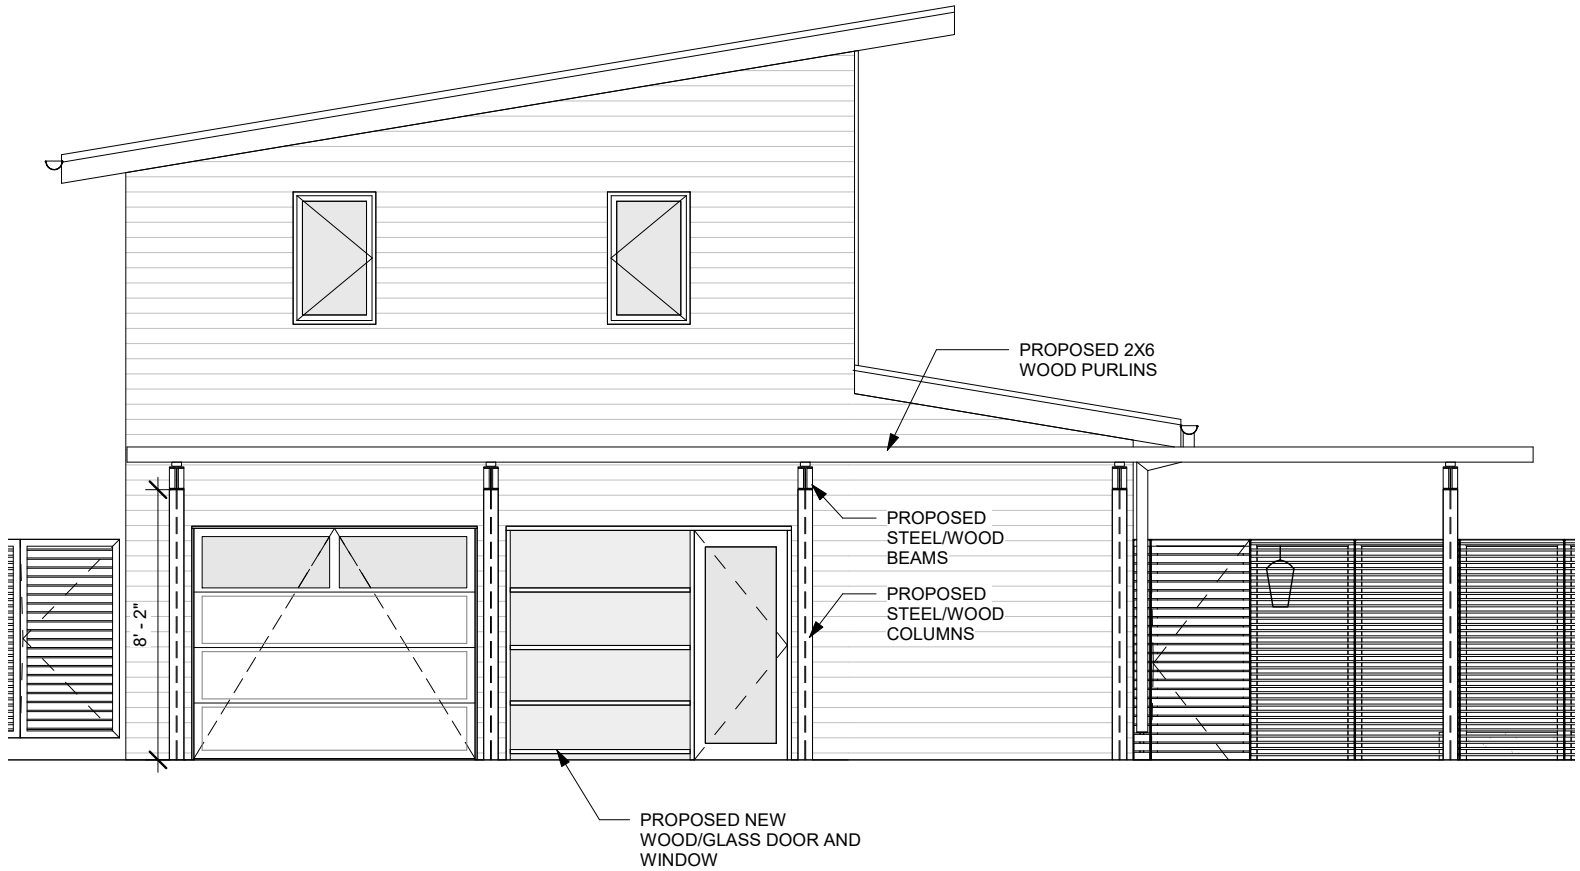 PROPOSED 2X6
WOOD PURLINS
PROPOSED
STEEL/WOOD
BEAMS
PROPOSED
STEEL/WOOD
COLUMNS
8' - 2"
PROPOSED NEW
WOOD/GLASS DOOR AND
WINDOW